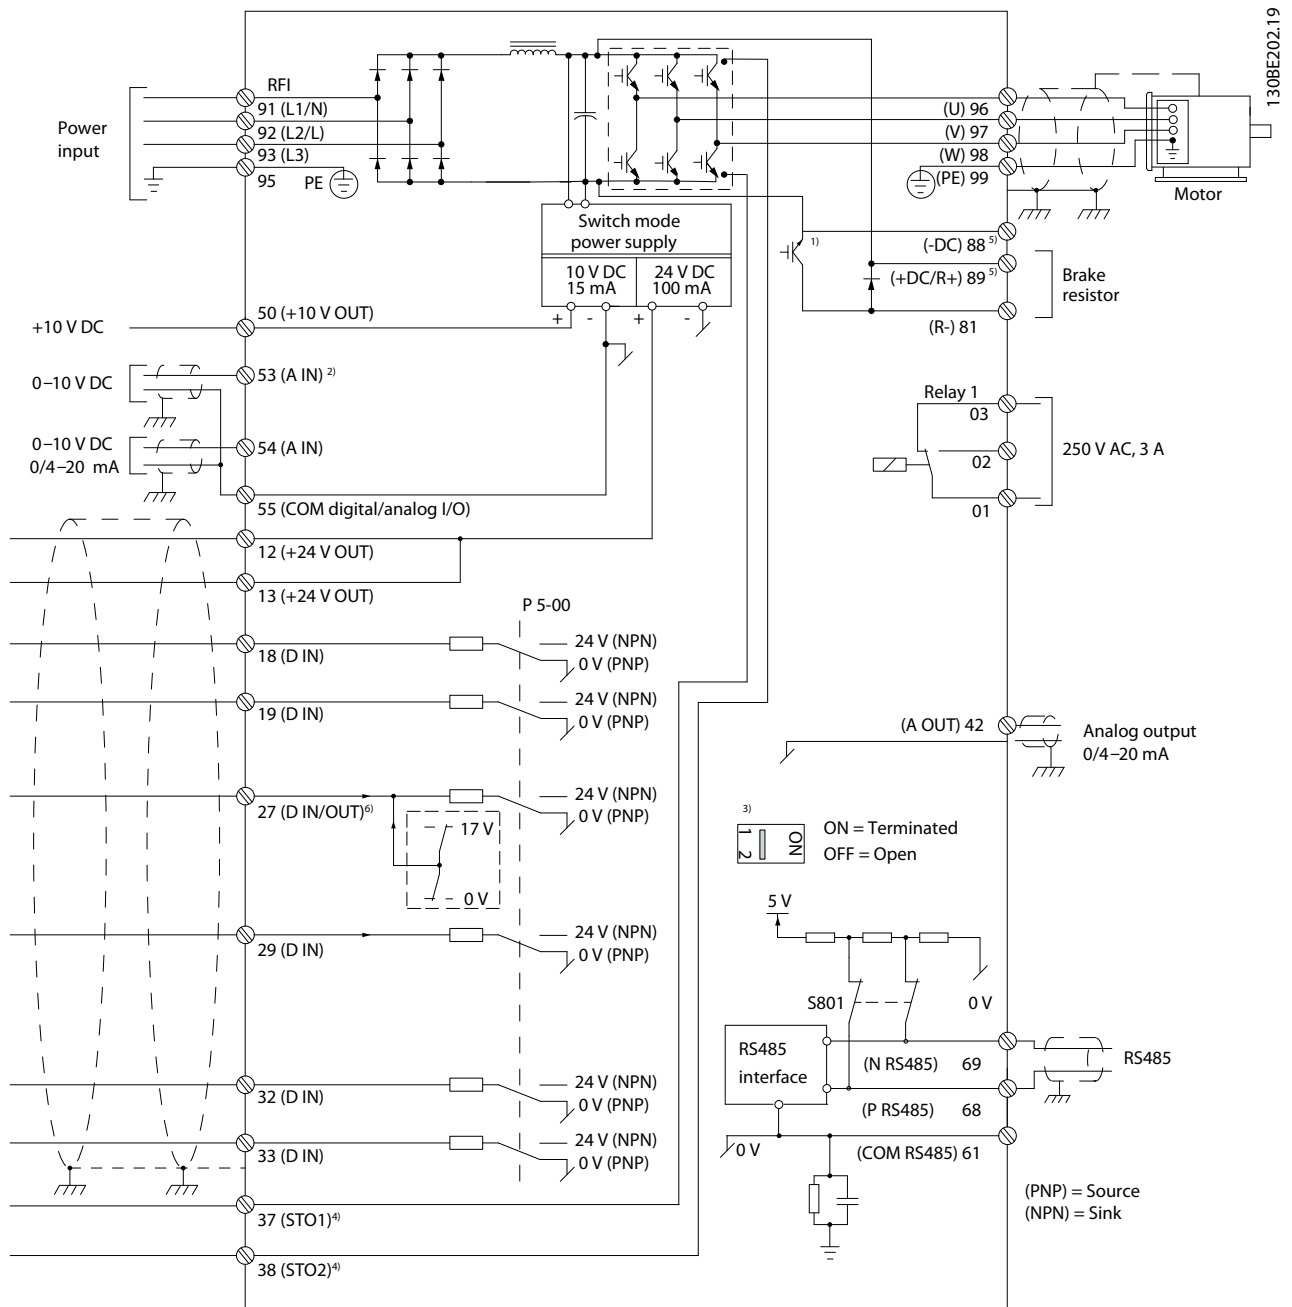 130BE202.19
RFI
Power
input
91 (L1/N)
92 (L2/L)
93 (L3)
95
PE
(U) 96
(V) 97
(W) 98
(PE) 99
Motor
Switch mode
power supply
10 V DC
15 mA
24 V DC
100 mA
+ - + -
1)
(-DC) 88 5)
(+DC/R+) 89 5)
(R-) 81
Brake
resistor
+10 V DC
50 (+10 V OUT)
0–10 V DC
53 (A IN) 2)
0–10 V DC
0/4–20 mA
54 (A IN)
55 (COM digital/analog I/O)
Relay 1
03
02
01
250 V AC, 3 A
12 (+24 V OUT)
13 (+24 V OUT)
P 5-00
18 (D IN)
24 V (NPN)
0 V (PNP)
19 (D IN)
24 V (NPN)
0 V (PNP)
(A OUT) 42
Analog output
0/4–20 mA
27 (D IN/OUT) 6)
24 V (NPN)
0 V (PNP)
17 V
0 V
3)
1 2
ON
ON = Terminated
OFF = Open
29 (D IN)
24 V (NPN)
0 V (PNP)
5 V
S801
0 V
RS485
interface
(N RS485) 69
(P RS485) 68
RS485
0 V
(COM RS485) 61
32 (D IN)
24 V (NPN)
0 V (PNP)
33 (D IN)
24 V (NPN)
0 V (PNP)
37 (STO1) 4)
38 (STO2) 4)
(PNP) = Source
(NPN) = Sink